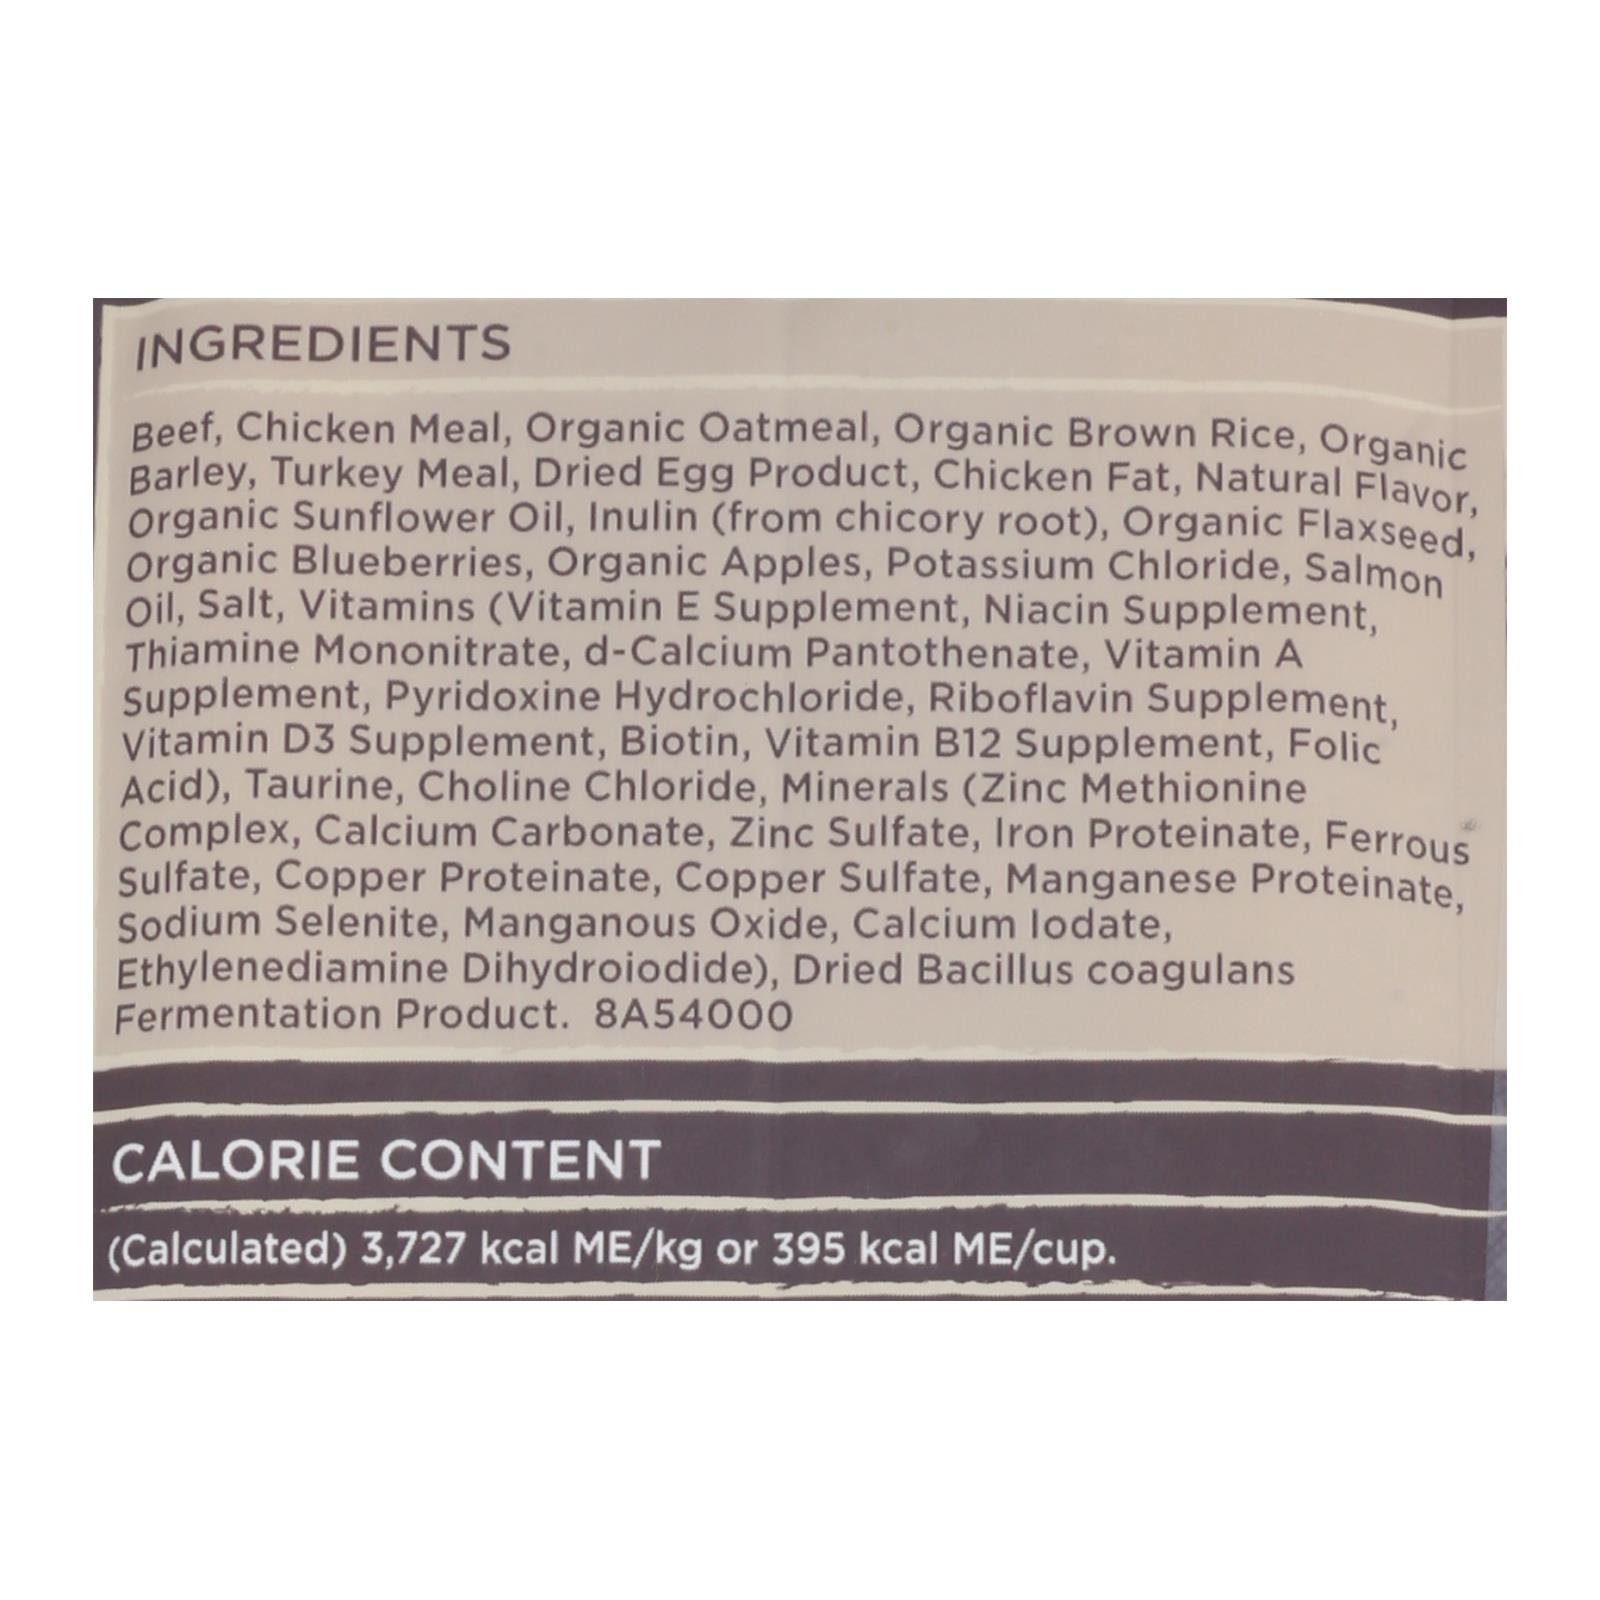 INGREDIENTS
Beef, Chicken Meal, Organic Oatmeal, Organic Brown Rice, Organic
Barley, Turkey Meal, Dried Egg Product, Chicken Fat, Natural Flavor,
Organic Sunflower Oil, Inulin (from chicory root), Organic Flaxseed,
Organic Blueberries, Organic Apples, Potassium Chloride, Salmon
Oil, Salt, Vitamins (Vitamin E Supplement, Niacin Supplement,
Thiamine Mononitrate, d-Calcium Pantothenate, Vitamin A
Supplement, Pyridoxine Hydrochloride, Riboflavin Supplement,
Vitamin D3 Supplement, Biotin, Vitamin B12 Supplement, Folic
Acid), Taurine, Choline Chloride, Minerals (Zinc Methionine
Complex, Calcium Carbonate, Zinc Sulfate, Iron Proteinate, Ferrous
Sulfate, Copper Proteinate, Copper Sulfate, Manganese Proteinate,
Sodium Selenite, Manganous Oxide, Calcium Iodate,
Ethylenediamine Dihydroiodide), Dried Bacillus coagulans
Fermentation Product. 8A54000
CALORIE CONTENT
(Calculated) 3,727 kcal ME/kg or 395 kcal ME/cup.